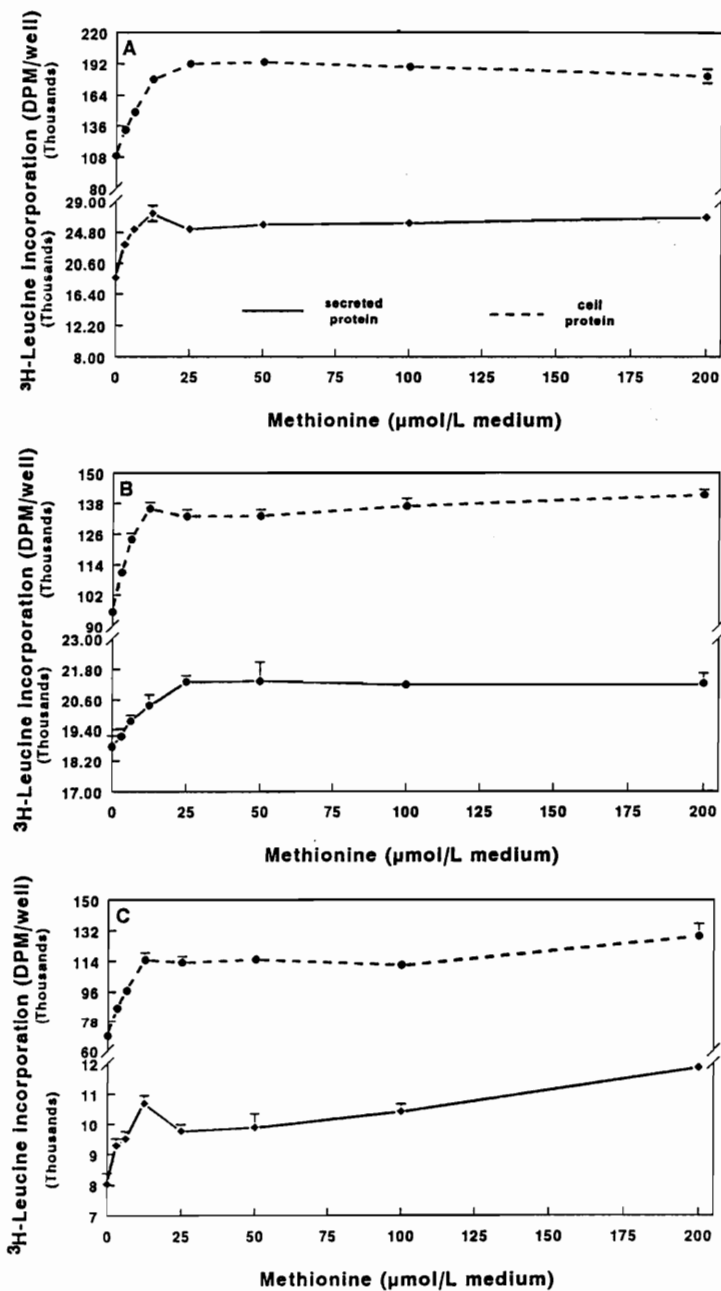 A
³H-Leucine incorporation (DPM/well)
(Thousands)
(Thousands)
220
192
164
136
108
80
29.00
24.80
20.60
16.40
12.20
8.00
secreted protein
cell protein
0 25 50 75 100 125 150 175 200
Methionine (μmol/L medium)
B
³H-Leucine incorporation (DPM/well)
(Thousands)
(Thousands)
150
138
126
114
102
90
23.00
21.80
20.60
19.40
18.20
17.00
0 25 50 75 100 125 150 175 200
Methionine (μmol/L medium)
C
³H-Leucine incorporation (DPM/well)
(Thousands)
(Thousands)
150
132
114
96
78
60
12
11
10
9
8
7
0 25 50 75 100 125 150 175 200
Methionine (μmol/L medium)